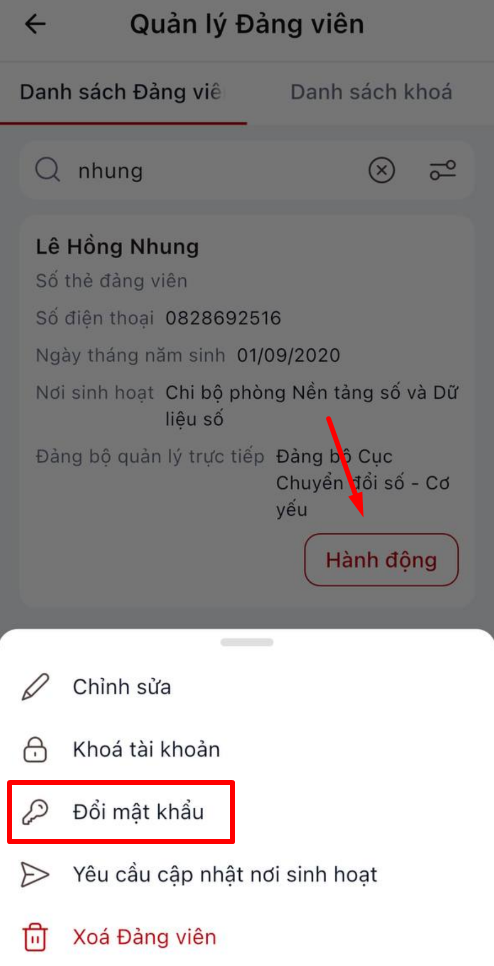 Quản lý Đảng viên
Danh sách Đảng viê
Danh sách khoá
nhung
Lê Hồng Nhung
Số thẻ đảng viên
Số điện thoại 0828692516
Ngày tháng năm sinh 01/09/2020
Nơi sinh hoạt Chi bộ phòng Nền tảng số và Dữ
liệu số
Đảng bộ quản lý trực tiếp Đảng bộ Cục
Chuyển đổi số - Cơ
yếu
Hành động
Chỉnh sửa
Khoá tài khoản
Đổi mật khẩu
Yêu cầu cập nhật nơi sinh hoạt
Xoá Đảng viên